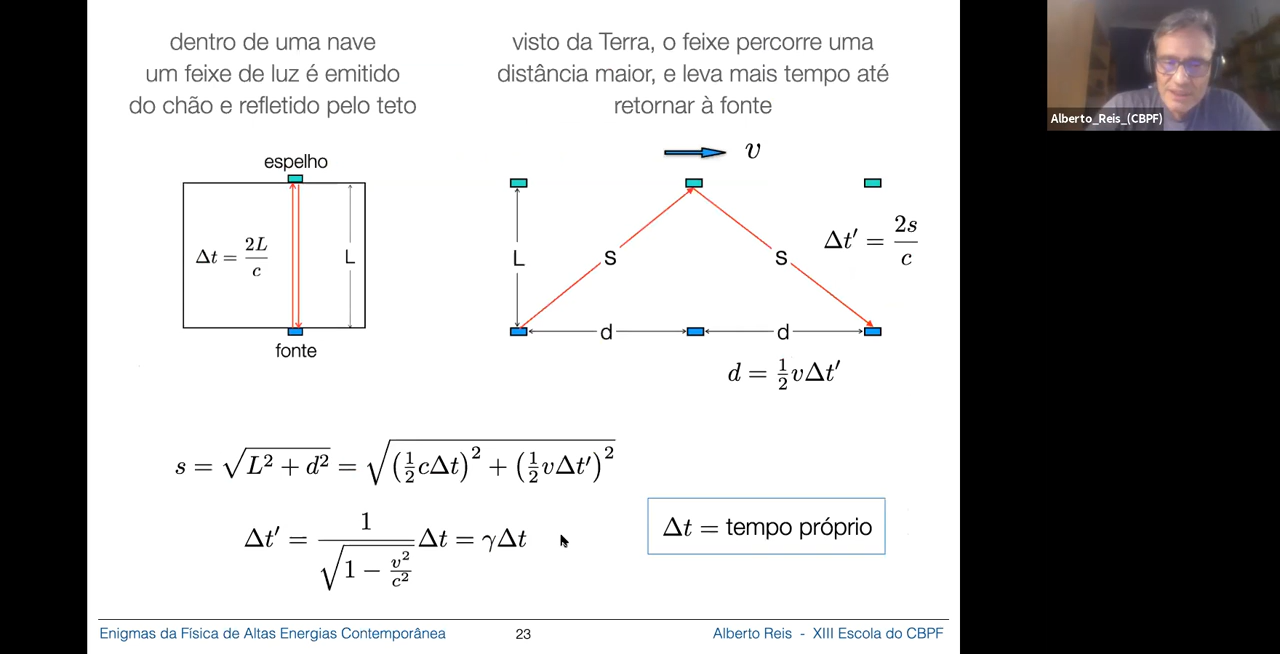 dentro de uma nave
um feixe de luz é emitido
do chão e refletido pelo teto
visto da Terra, o feixe percorre uma
distância maior, e leva mais tempo até
retornar à fonte
Alberto_Reis_(CBPF)
v
espelho
Δt = 2L/c
L
fonte
L
s
s
Δt′ = 2s/c
d
d
d = ½vΔt′
s = √(L² + d²) = √((½cΔt)² + (½vΔt′)²)
Δt′ = 1/√(1 − v²/c²) Δt = γΔt
Δt = tempo próprio
Enigmas da Física de Altas Energias Contemporânea
23
Alberto Reis - XIII Escola do CBPF